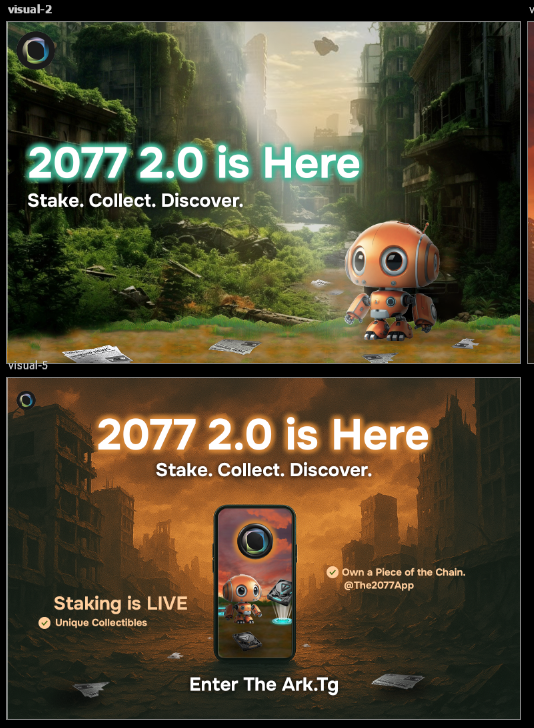 visual-2
2077 2.0 is Here
Stake. Collect. Discover.
visual-5
2077 2.0 is Here
Stake. Collect. Discover.
Own a Piece of the Chain.
@The2077App
Staking is LIVE
Unique Collectibles
Enter The Ark.Tg